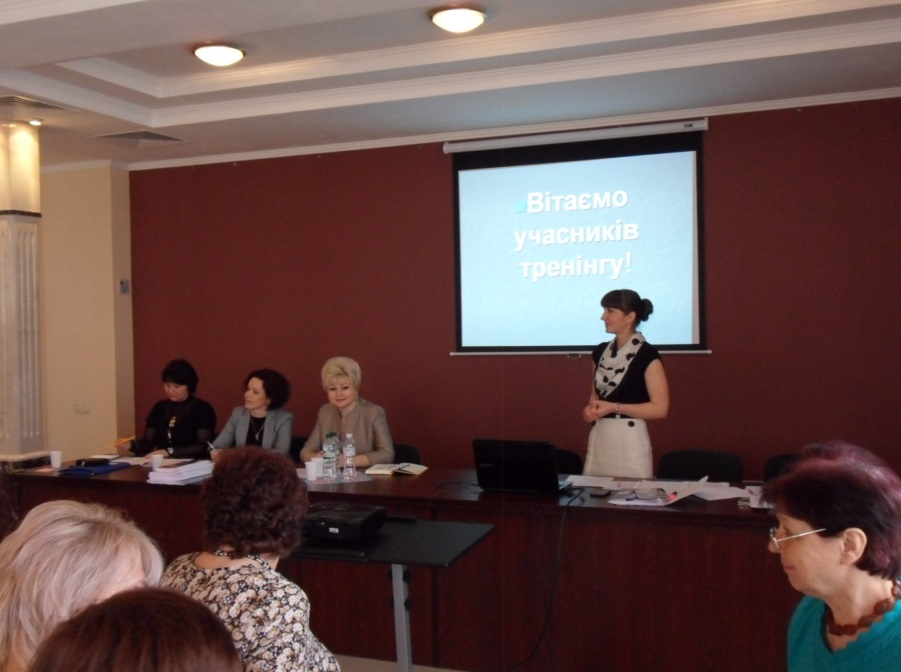 Вітаємо
учасників
тренінгу!